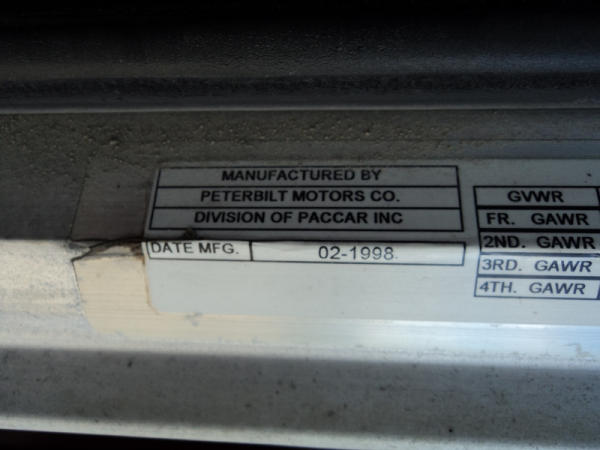 MANUFACTURED BY
PETERBILT MOTORS CO.
DIVISION OF PACCAR INC
DATE MFG. 02-1998
GVWR
FR. GAWR
2ND. GAWR
3RD. GAWR
4TH. GAWR